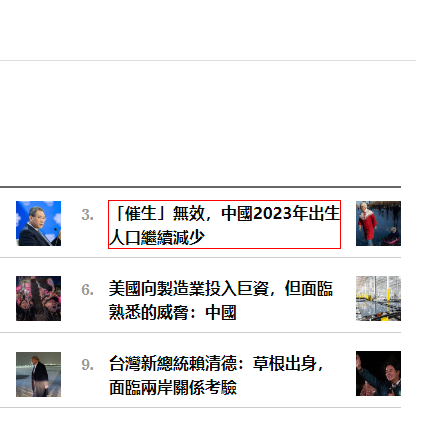 3.
「催生」無效，中國2023年出生
人口繼續減少
6.
美國向製造業投入巨資，但面臨
熟悉的威脅：中國
9.
台灣新總統賴清德：草根出身，
面臨兩岸關係考驗